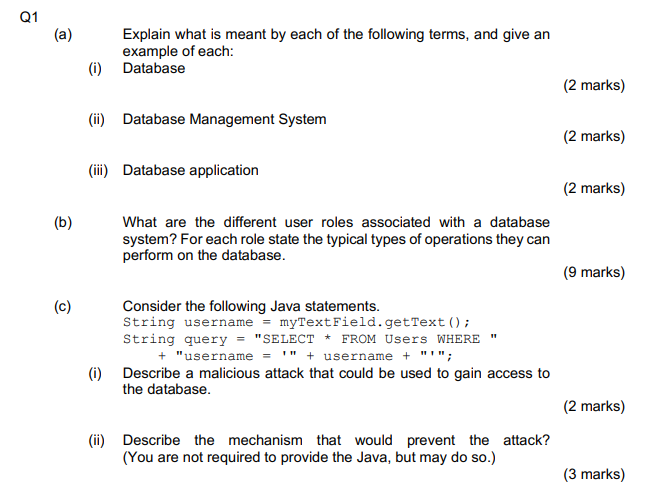 Q1
(a) Explain what is meant by each of the following terms, and give an
example of each:
(i) Database
(2 marks)
(ii) Database Management System
(2 marks)
(iii) Database application
(2 marks)
(b) What are the different user roles associated with a database
system? For each role state the typical types of operations they can
perform on the database.
(9 marks)
(c) Consider the following Java statements.
String username = myTextField.getText();
String query = "SELECT * FROM Users WHERE "
+ "username = '" + username + "'";
(i) Describe a malicious attack that could be used to gain access to
the database.
(2 marks)
(ii) Describe the mechanism that would prevent the attack?
(You are not required to provide the Java, but may do so.)
(3 marks)